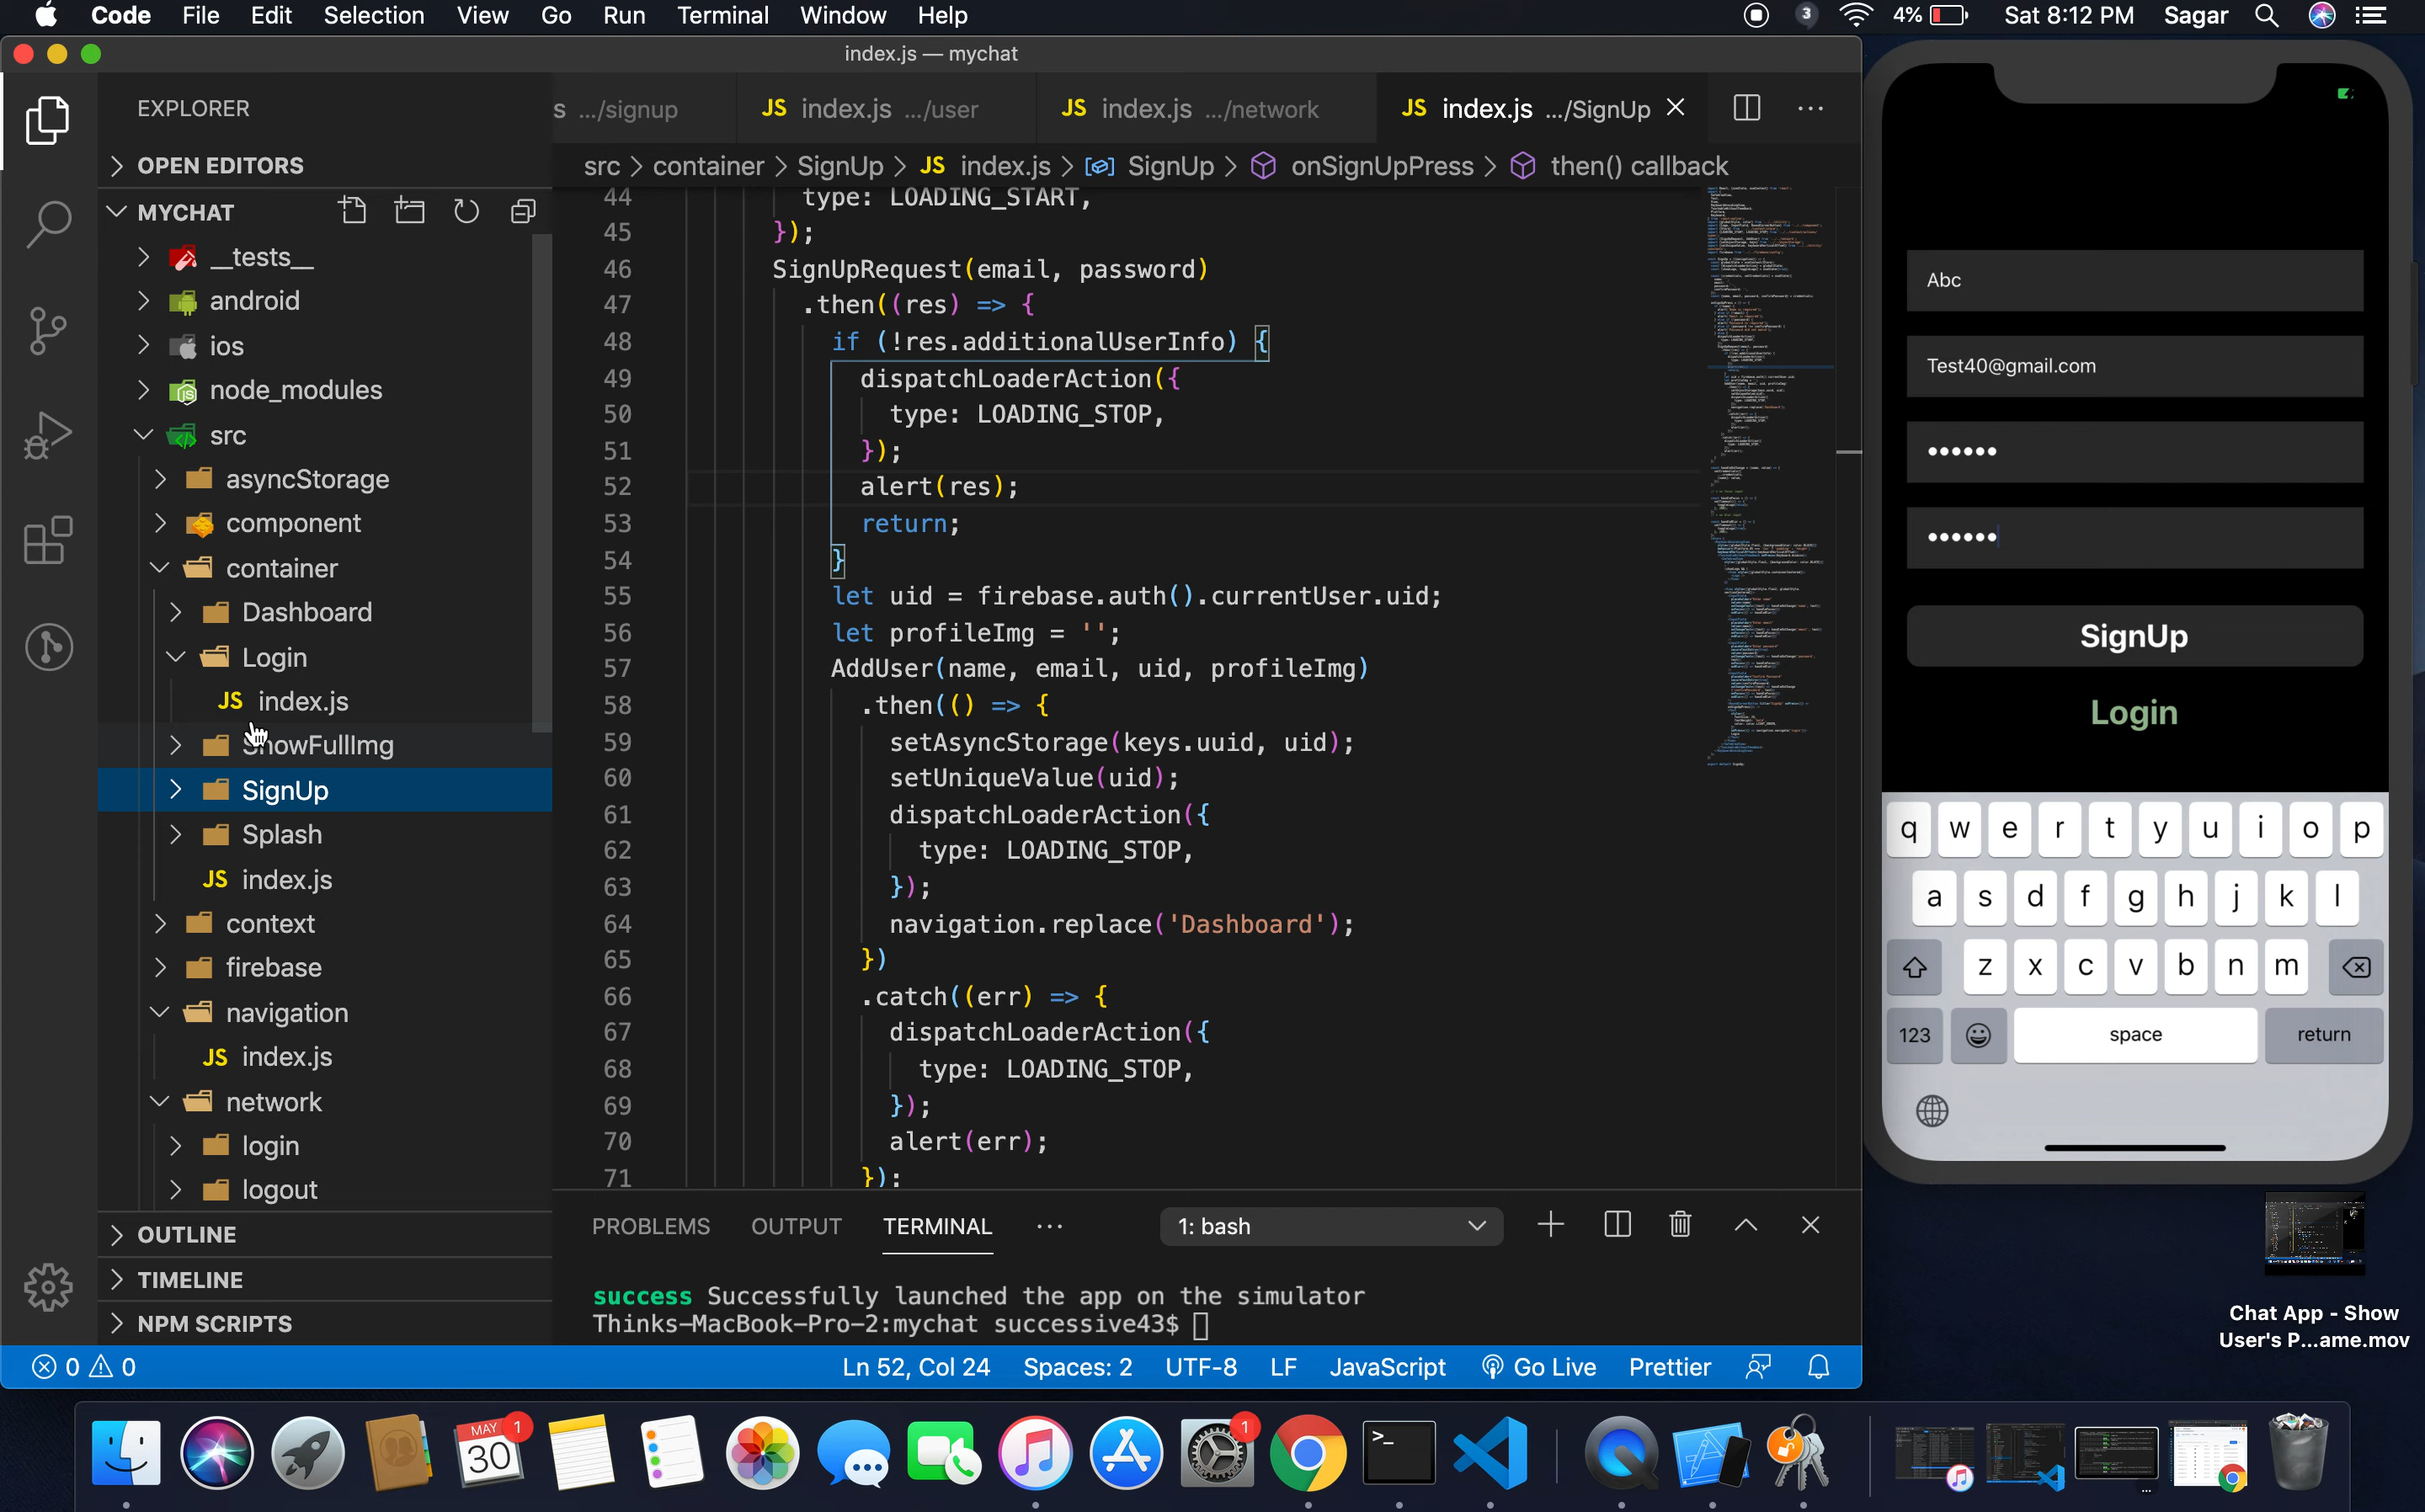 Code File Edit Selection View Go Run Terminal Window Help
3 4% Sat 8:12 PM Sagar
index.js — mychat
EXPLORER
OPEN EDITORS
MYCHAT
__tests__
android
ios
node_modules
src
asyncStorage
component
container
Dashboard
Login
JS index.js
ShowFullImg
SignUp
Splash
JS index.js
context
firebase
navigation
JS index.js
network
login
logout
OUTLINE
TIMELINE
NPM SCRIPTS
s .../signup JS index.js .../user JS index.js .../network JS index.js .../SignUp
src > container > SignUp > JS index.js > SignUp > onSignUpPress > then() callback
44 type: LOADING_START,
45 });
46 SignUpRequest(email, password)
47 .then((res) => {
48 if (!res.additionalUserInfo) {
49 dispatchLoaderAction({
50 type: LOADING_STOP,
51 });
52 alert(res);
53 return;
54 }
55 let uid = firebase.auth().currentUser.uid;
56 let profileImg = '';
57 AddUser(name, email, uid, profileImg)
58 .then(() => {
59 setAsyncStorage(keys.uuid, uid);
60 setUniqueValue(uid);
61 dispatchLoaderAction({
62 type: LOADING_STOP,
63 });
64 navigation.replace('Dashboard');
65 })
66 .catch((err) => {
67 dispatchLoaderAction({
68 type: LOADING_STOP,
69 });
70 alert(err);
71 });
PROBLEMS OUTPUT TERMINAL 1: bash
success Successfully launched the app on the simulator
Thinks-MacBook-Pro-2:mychat successive43$
0 0 Ln 52, Col 24 Spaces: 2 UTF-8 LF JavaScript Go Live Prettier
Abc
Test40@gmail.com
••••••
••••••
SignUp
Login
q w e r t y u i o p
a s d f g h j k l
z x c v b n m
123 space return
Chat App - Show
User's P...ame.mov
MAY
30
1
1